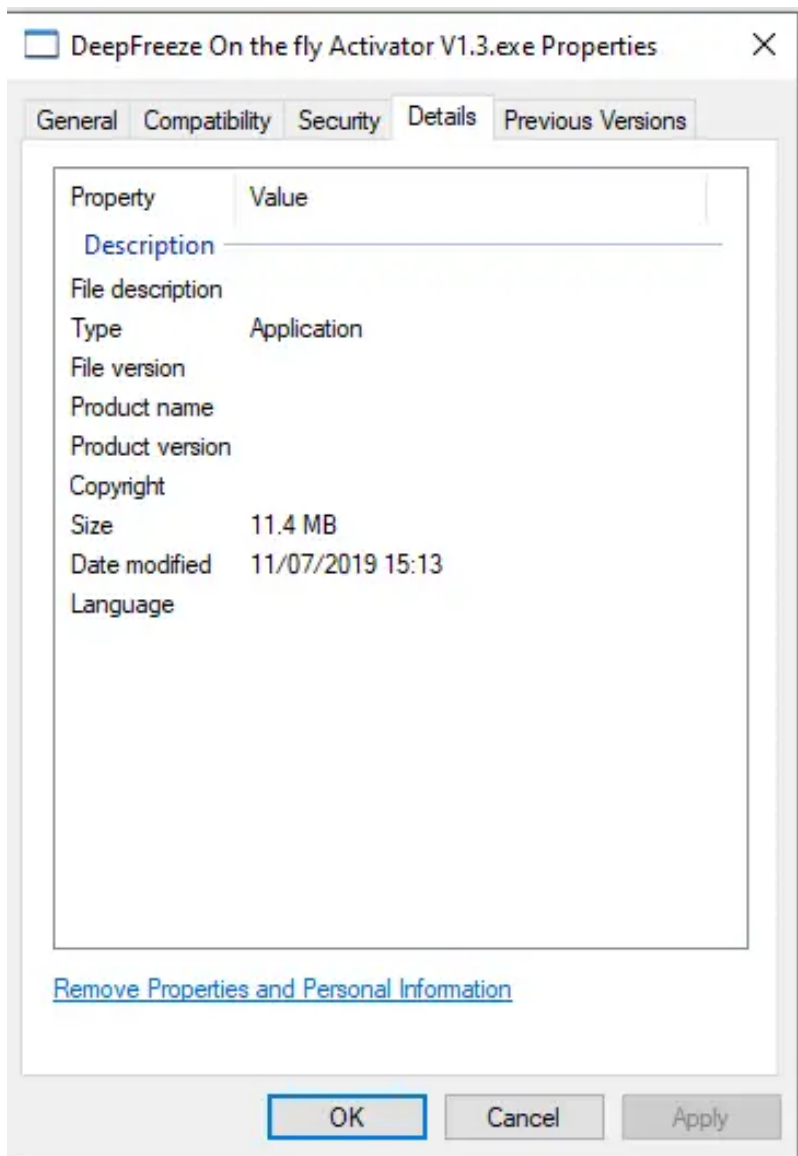 DeepFreeze On the fly Activator V1.3.exe Properties
General Compatibility Security Details Previous Versions
Property Value
Description
File description
Type Application
File version
Product name
Product version
Copyright
Size 11.4 MB
Date modified 11/07/2019 15:13
Language
Remove Properties and Personal Information
OK Cancel Apply